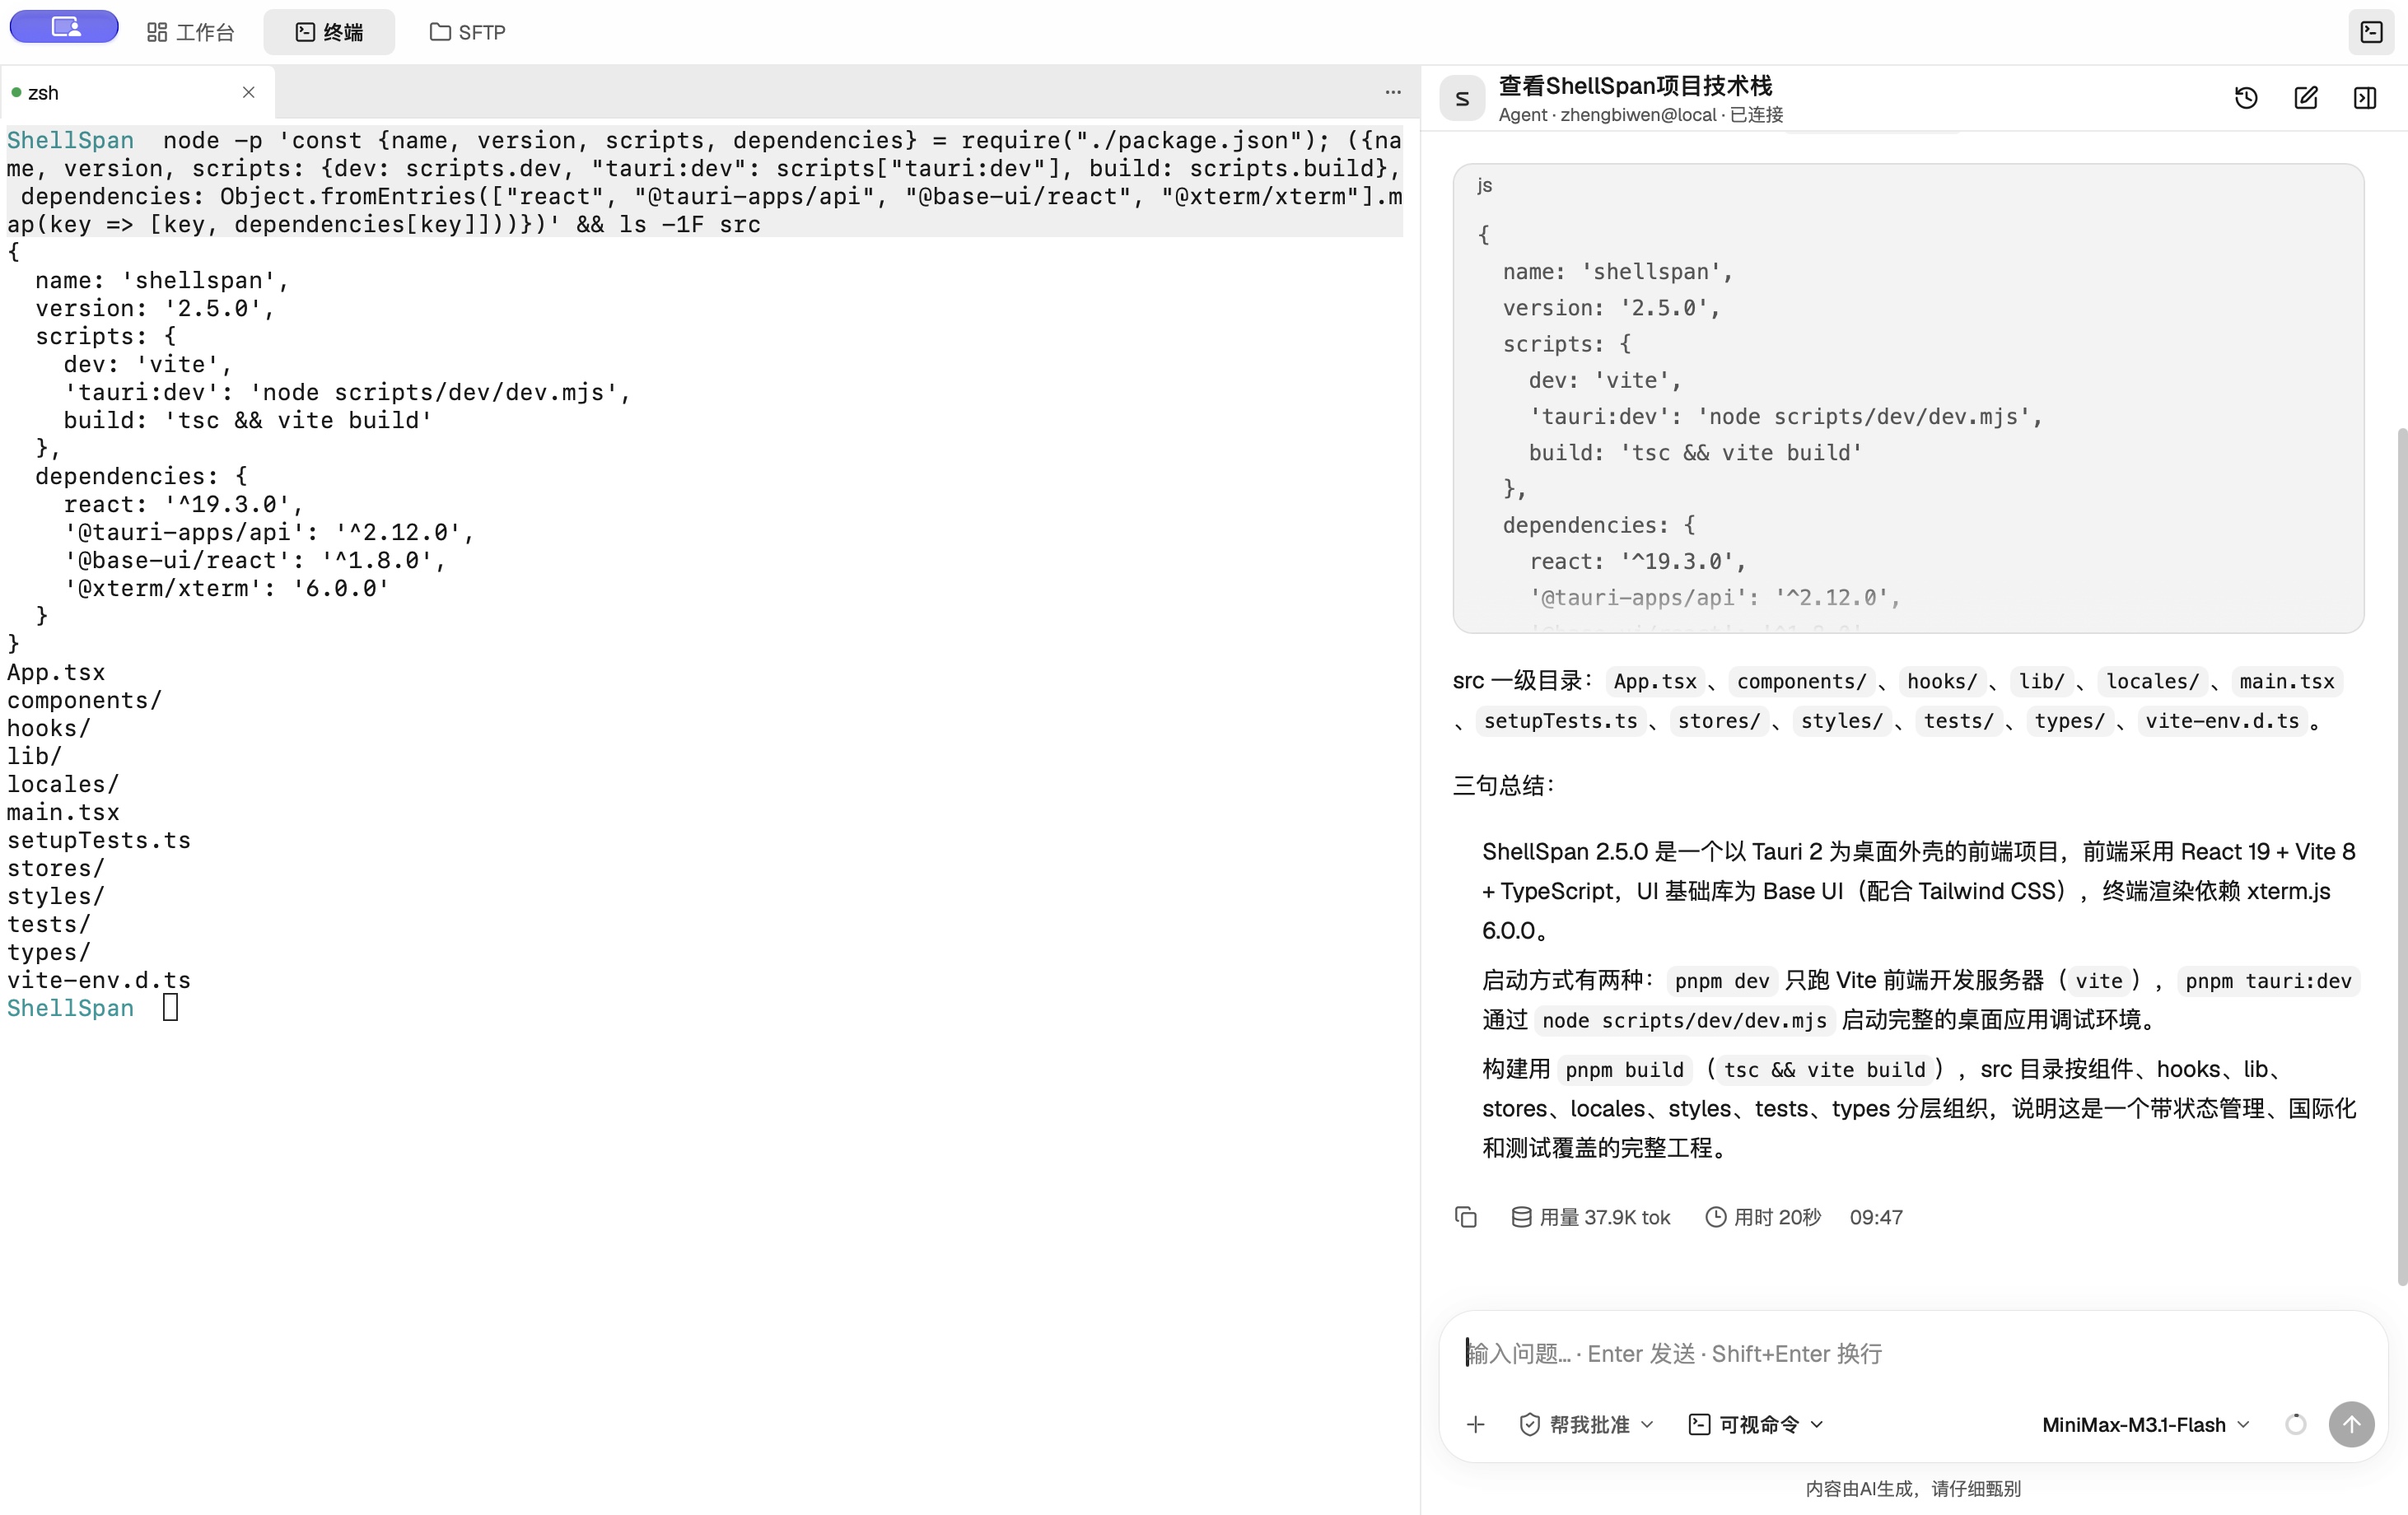 工作台
终端
SFTP
zsh
ShellSpan node -p 'const {name, version, scripts, dependencies} = require("./package.json"); ({na
me, version, scripts: {dev: scripts.dev, "tauri:dev": scripts["tauri:dev"], build: scripts.build},
dependencies: Object.fromEntries(["react", "@tauri-apps/api", "@base-ui/react", "@xterm/xterm"].m
ap(key => [key, dependencies[key]]))})' && ls -1F src
{
  name: 'shellspan',
  version: '2.5.0',
  scripts: {
    dev: 'vite',
    'tauri:dev': 'node scripts/dev/dev.mjs',
    build: 'tsc && vite build'
  },
  dependencies: {
    react: '^19.3.0',
    '@tauri-apps/api': '^2.12.0',
    '@base-ui/react': '^1.8.0',
    '@xterm/xterm': '6.0.0'
  }
}
App.tsx
components/
hooks/
lib/
locales/
main.tsx
setupTests.ts
stores/
styles/
tests/
types/
vite-env.d.ts
ShellSpan
S
查看ShellSpan项目技术栈
Agent · zhengbiwen@local · 已连接
js
{
  name: 'shellspan',
  version: '2.5.0',
  scripts: {
    dev: 'vite',
    'tauri:dev': 'node scripts/dev/dev.mjs',
    build: 'tsc && vite build'
  },
  dependencies: {
    react: '^19.3.0',
    '@tauri-apps/api': '^2.12.0',
src 一级目录： App.tsx 、 components/ 、 hooks/ 、 lib/ 、 locales/ 、 main.tsx
、 setupTests.ts 、 stores/ 、 styles/ 、 tests/ 、 types/ 、 vite-env.d.ts 。
三句总结：
ShellSpan 2.5.0 是一个以 Tauri 2 为桌面外壳的前端项目，前端采用 React 19 + Vite 8
+ TypeScript，UI 基础库为 Base UI（配合 Tailwind CSS），终端渲染依赖 xterm.js
6.0.0。
启动方式有两种： pnpm dev 只跑 Vite 前端开发服务器（ vite ）， pnpm tauri:dev
通过 node scripts/dev/dev.mjs 启动完整的桌面应用调试环境。
构建用 pnpm build （ tsc && vite build ），src 目录按组件、hooks、lib、
stores、locales、styles、tests、types 分层组织，说明这是一个带状态管理、国际化
和测试覆盖的完整工程。
用量 37.9K tok
用时 20秒
09:47
输入问题... · Enter 发送 · Shift+Enter 换行
帮我批准
可视命令
MiniMax-M3.1-Flash
内容由AI生成，请仔细甄别